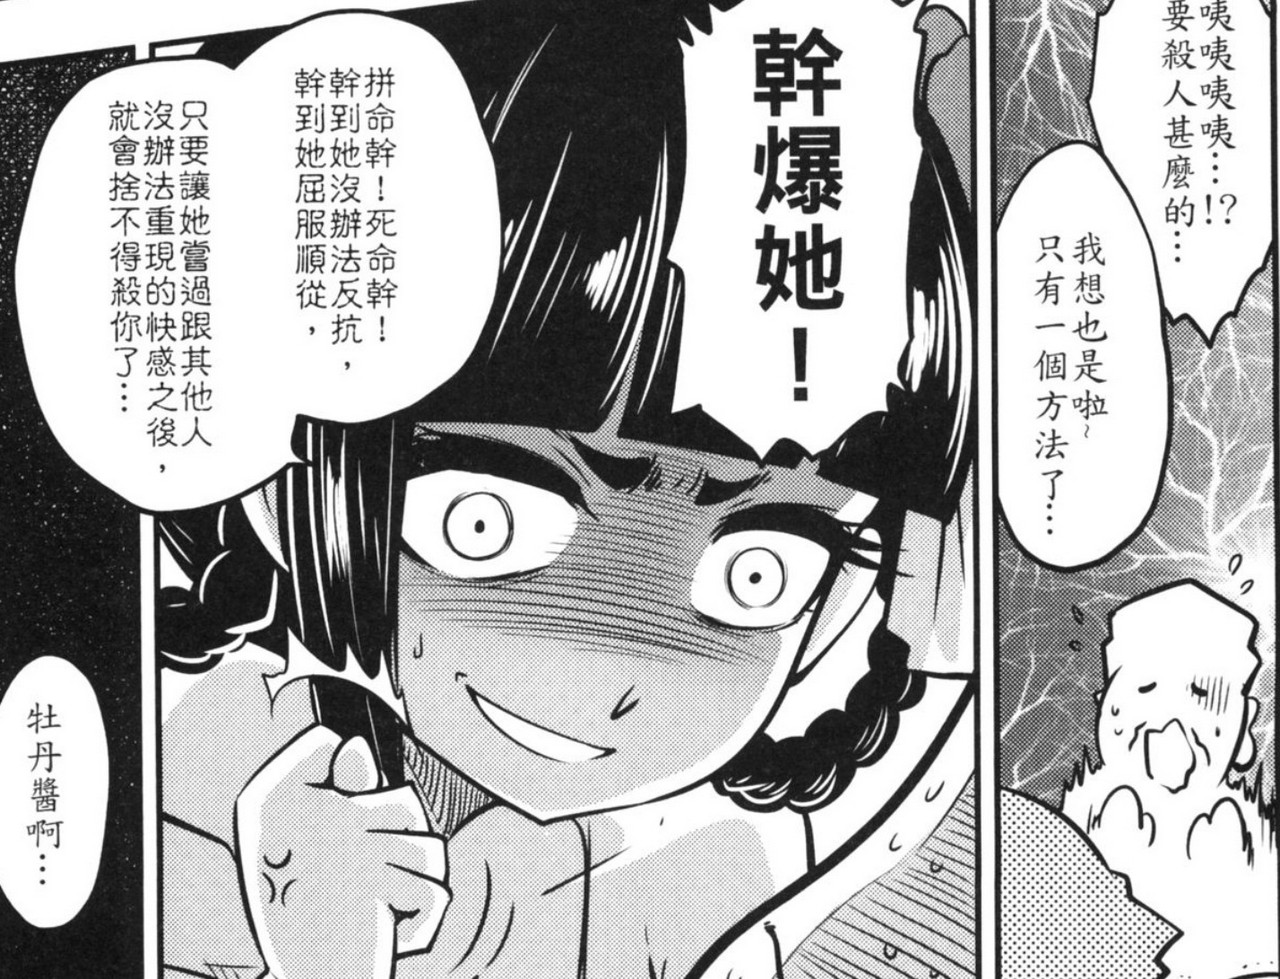 咦咦咦咦…!?
要殺人甚麼的…
我想也是啦~
只有一個方法了…
幹爆她！
拼命幹！死命幹！
幹到她沒辦法反抗，
幹到她屈服順從，
只要讓她嘗過跟其他人
沒辦法重現的快感之後，
就會捨不得殺你了…
牡丹醬啊…